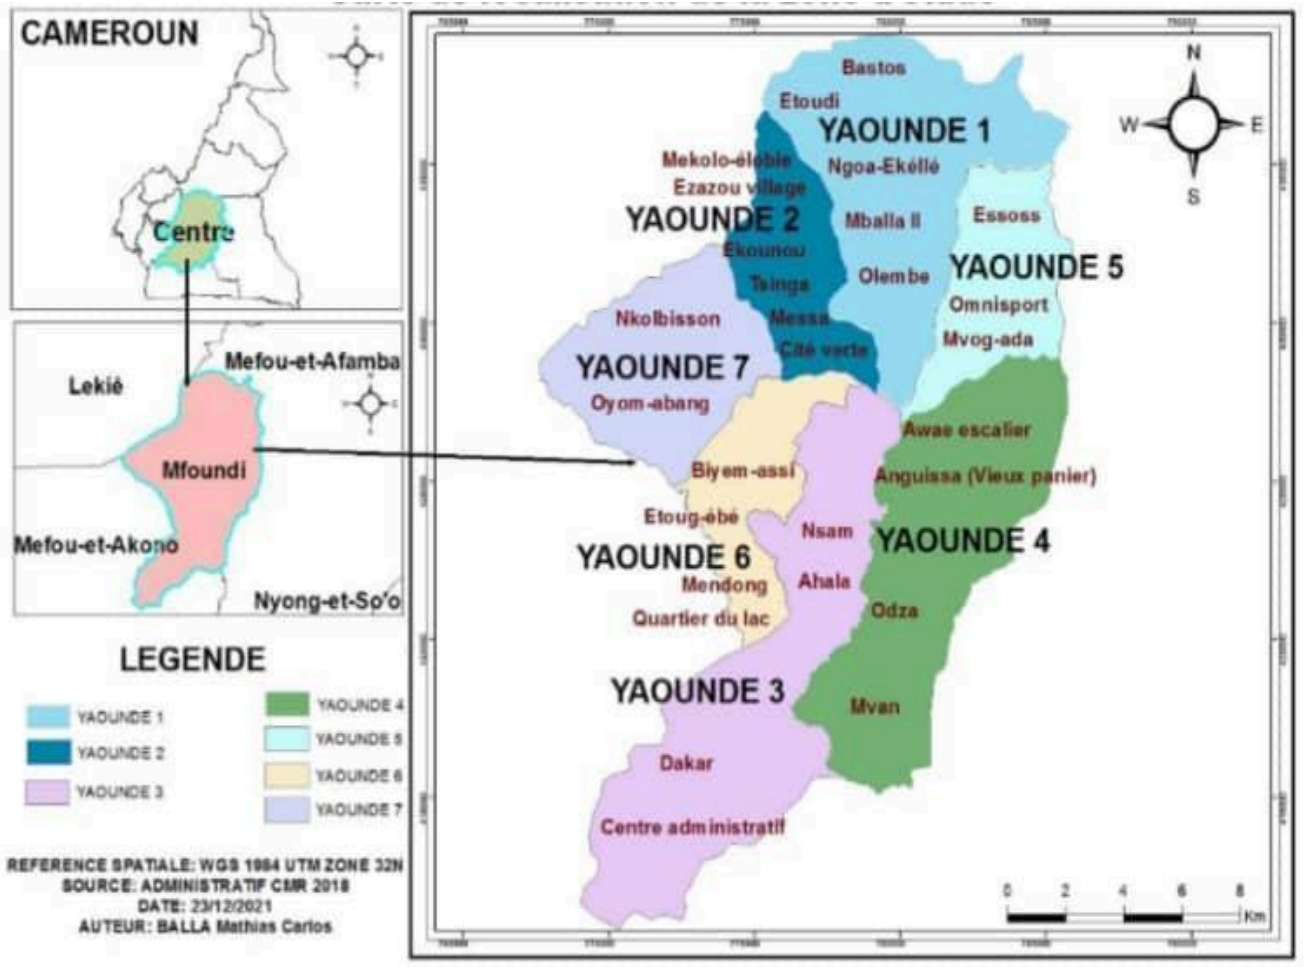 CAMEROUN
Centre
Lekié
Mefou-et-Afamba
Mfoundi
Mefou-et-Akono
Nyong-et-So'o
LEGENDE
YAOUNDE 1
YAOUNDE 2
YAOUNDE 3
YAOUNDE 4
YAOUNDE 5
YAOUNDE 6
YAOUNDE 7
REFERENCE SPATIALE: WGS 1984 UTM ZONE 32N
SOURCE: ADMINISTRATIF CMR 2018
DATE: 23/12/2021
AUTEUR: BALLA Mathias Carlos
N
W
E
S
Bastos
Etoudi
YAOUNDE 1
Ngoa-Ekéllé
Mballa II
Olembe
Mekolo-élobie
Ezazou village
YAOUNDE 2
Ekounou
Tsinga
Messa
Cité verte
Essoss
YAOUNDE 5
Omnisport
Mvog-ada
Nkolbisson
YAOUNDE 7
Oyom-abang
Awae escalier
Anguissa (Vieux panier)
YAOUNDE 4
Odza
Mvan
Biyem-assi
Etoug-ébé
YAOUNDE 6
Mendong
Quartier du lac
Nsam
Ahala
YAOUNDE 3
Dakar
Centre administratif
0 2 4 6 8
Km